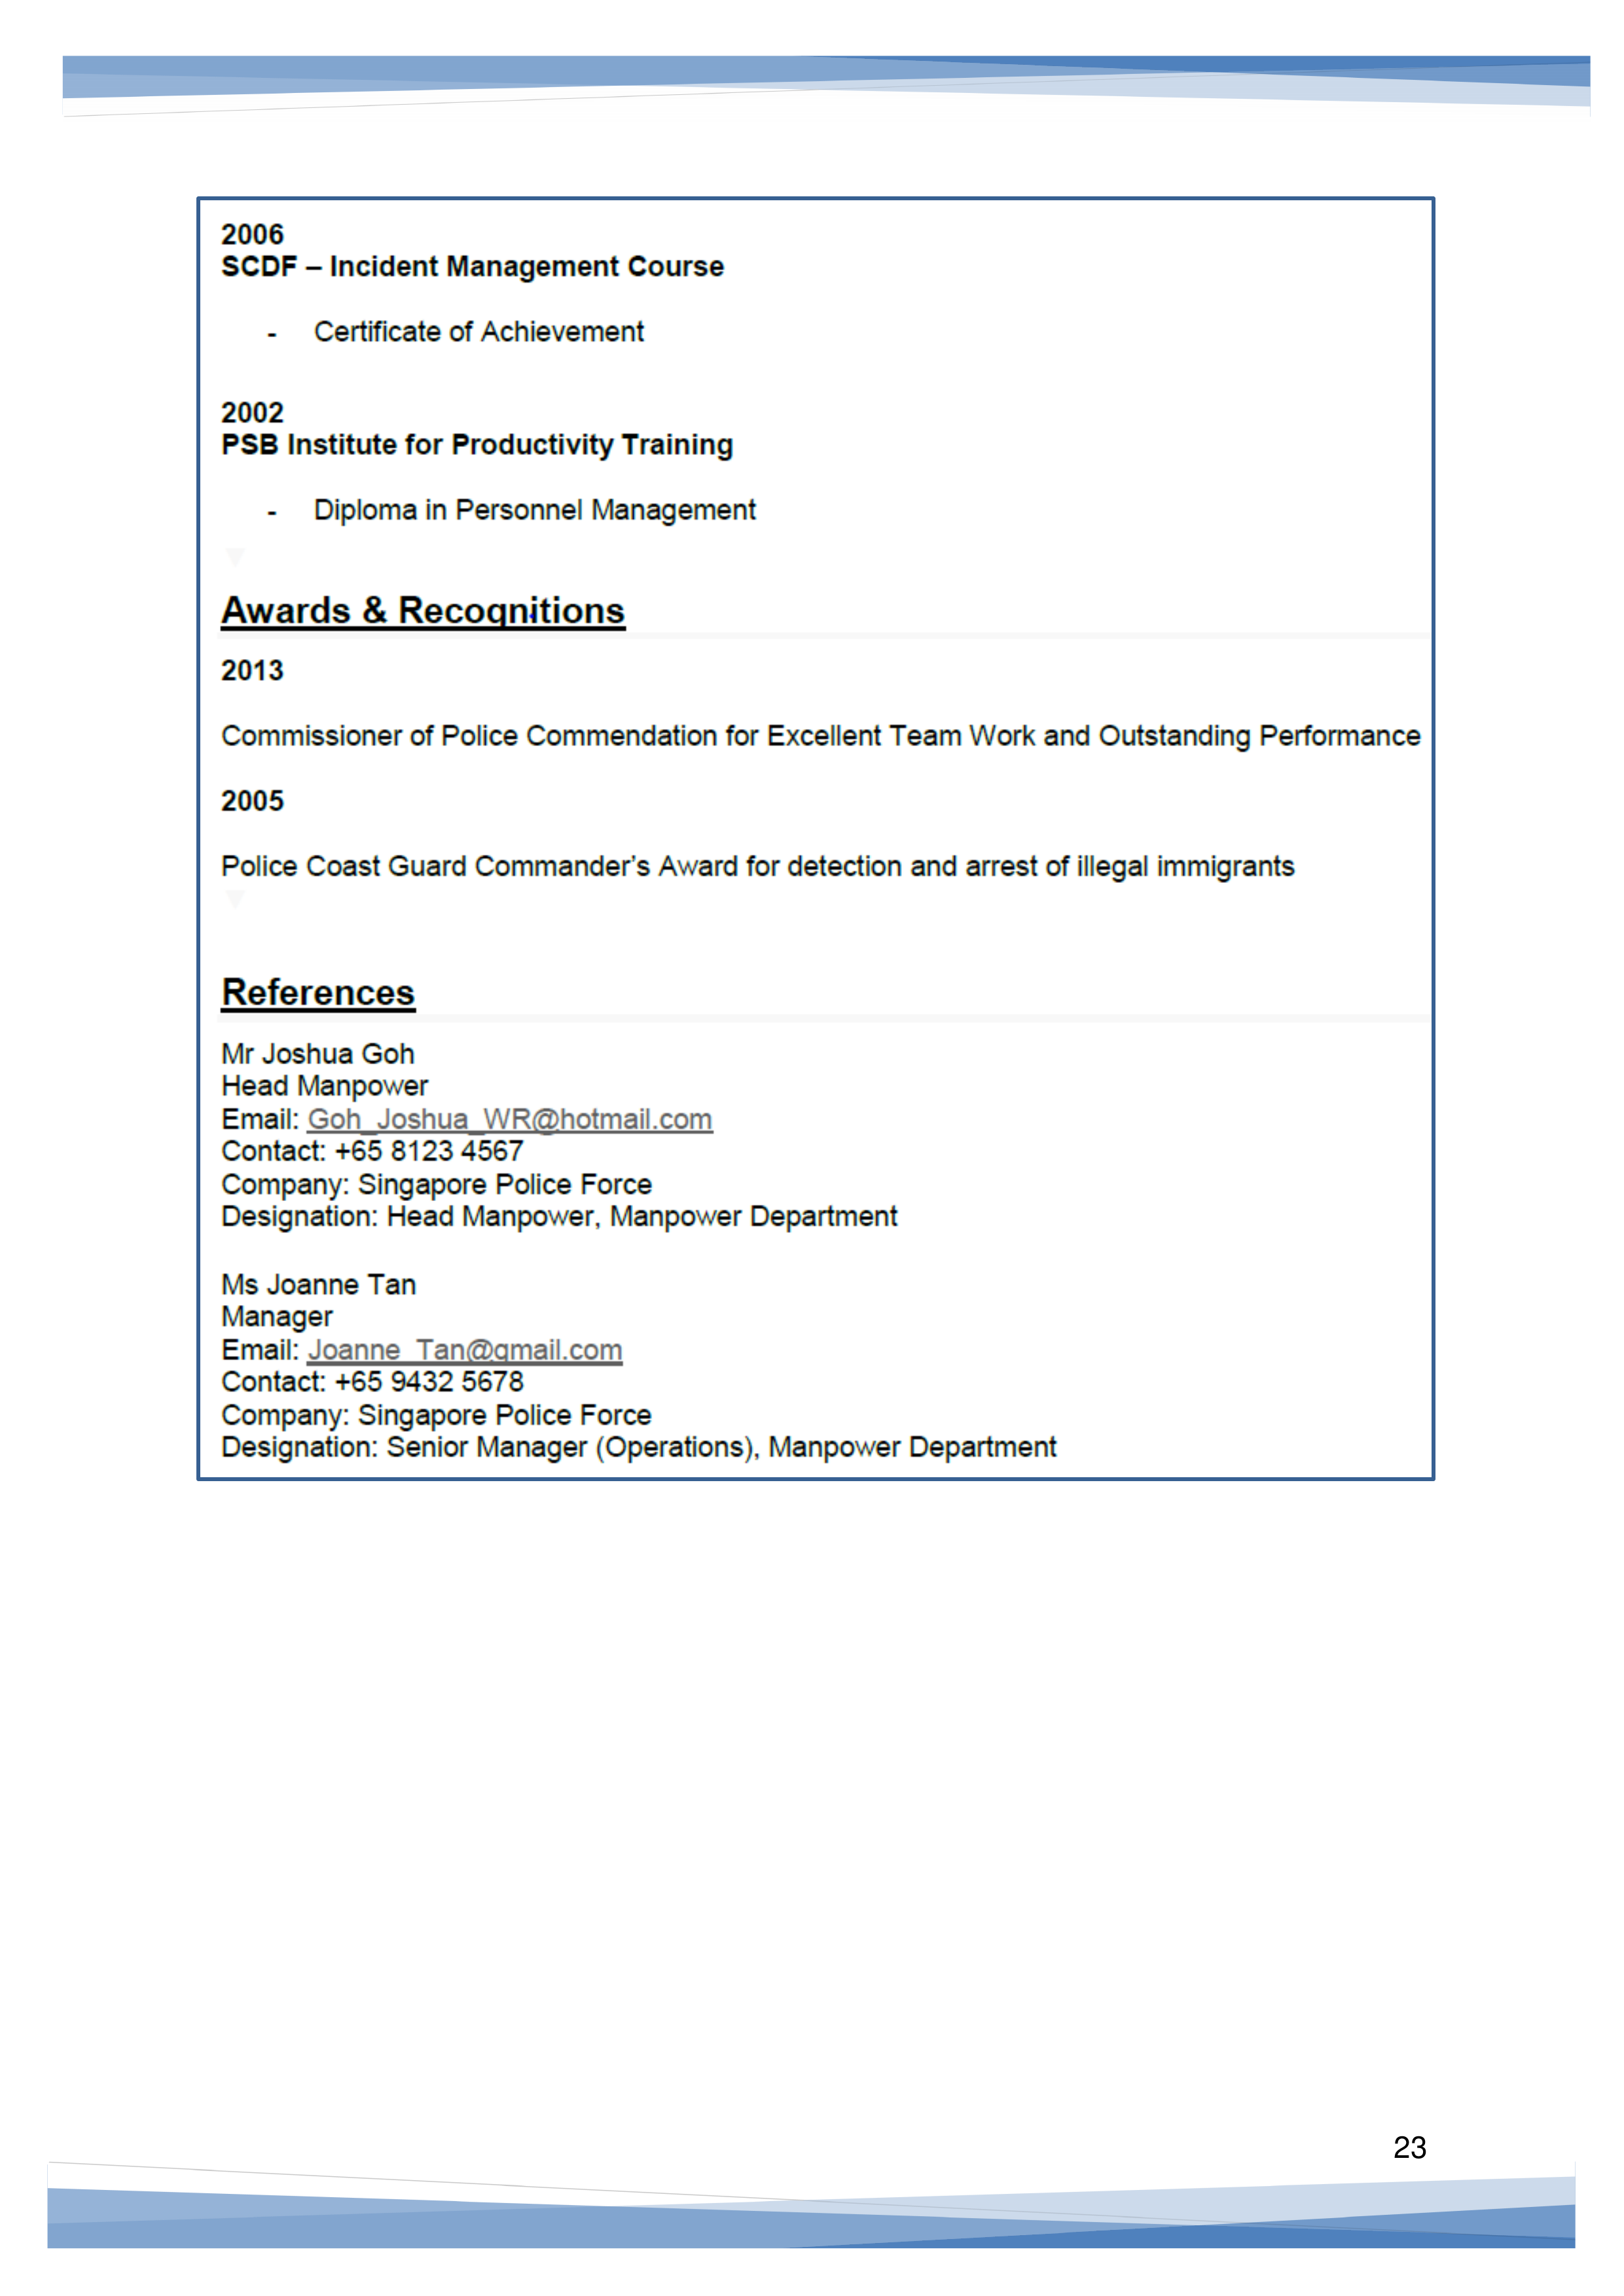 2006
SCDF – Incident Management Course
- Certificate of Achievement
2002
PSB Institute for Productivity Training
- Diploma in Personnel Management
Awards & Recognitions
2013
Commissioner of Police Commendation for Excellent Team Work and Outstanding Performance
2005
Police Coast Guard Commander’s Award for detection and arrest of illegal immigrants
References
Mr Joshua Goh
Head Manpower
Email: Goh_Joshua_WR@hotmail.com
Contact: +65 8123 4567
Company: Singapore Police Force
Designation: Head Manpower, Manpower Department
Ms Joanne Tan
Manager
Email: Joanne_Tan@gmail.com
Contact: +65 9432 5678
Company: Singapore Police Force
Designation: Senior Manager (Operations), Manpower Department
23